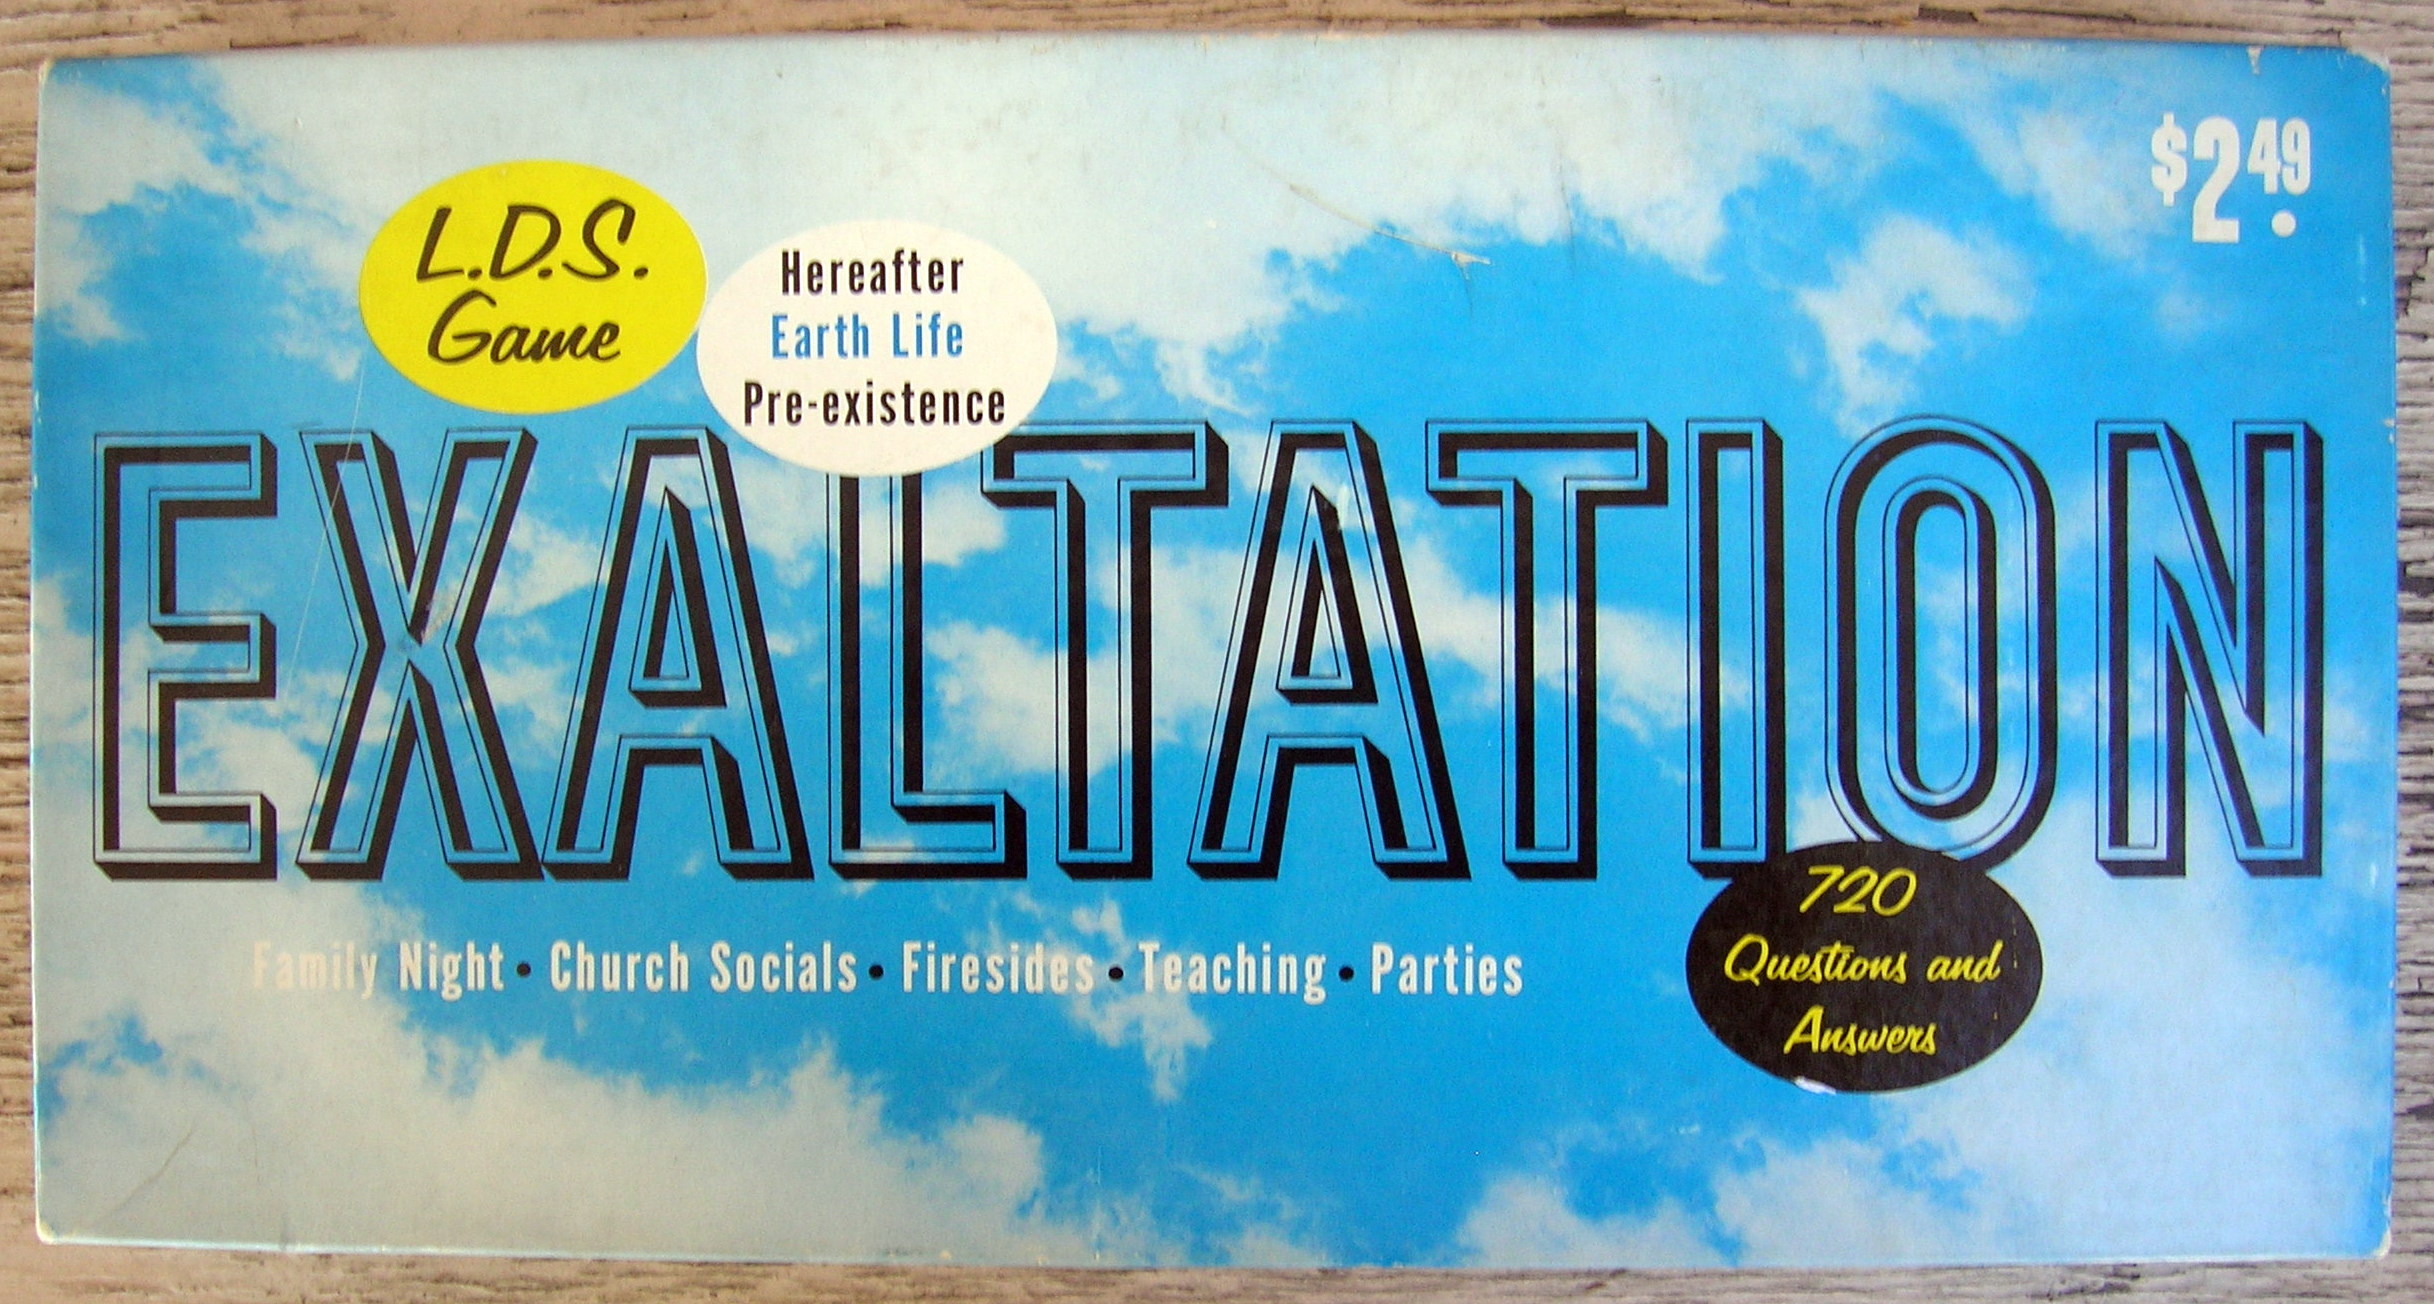 $2.49
L.D.S.
Game
Hereafter
Earth Life
Pre-existence
EXALTATION
Family Night • Church Socials • Firesides • Teaching • Parties
720
Questions and
Answers